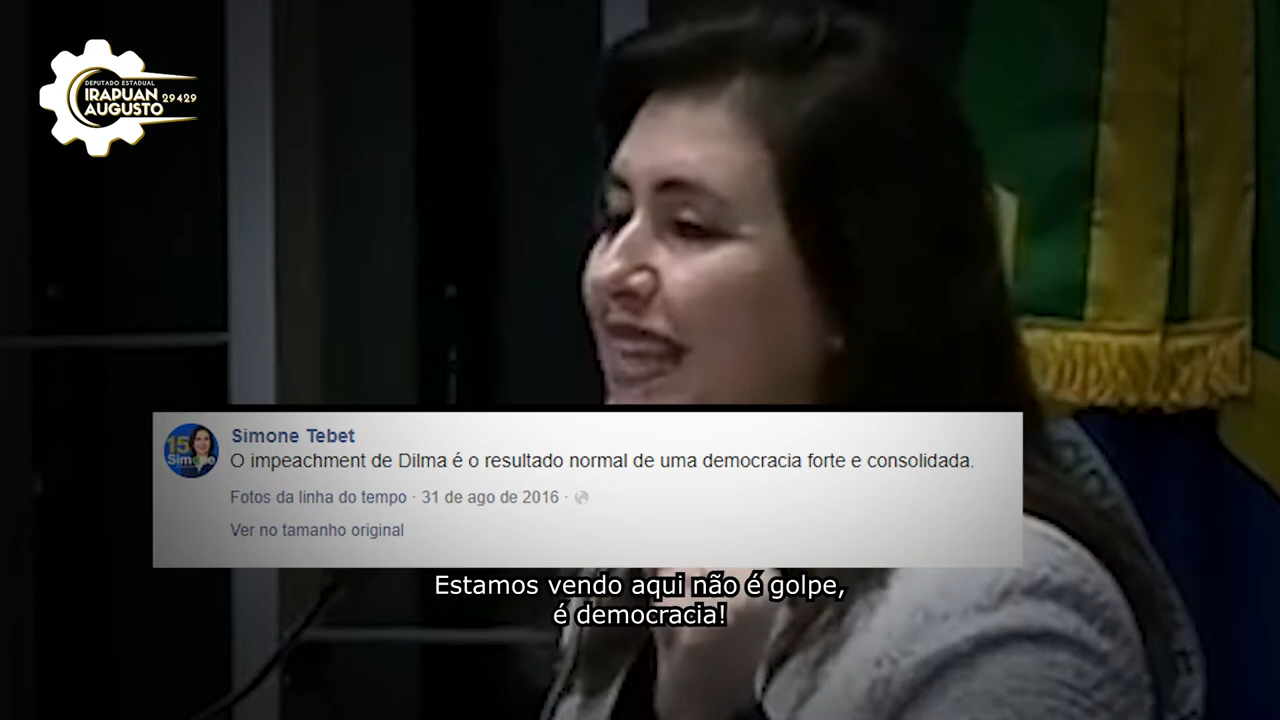 DEPUTADO ESTADUAL
IRAPUAN 29429
AUGUSTO
15
Simone
Simone Tebet
O impeachment de Dilma é o resultado normal de uma democracia forte e consolidada.
Fotos da linha do tempo · 31 de ago de 2016 ·
Ver no tamanho original
Estamos vendo aqui não é golpe,
é democracia!